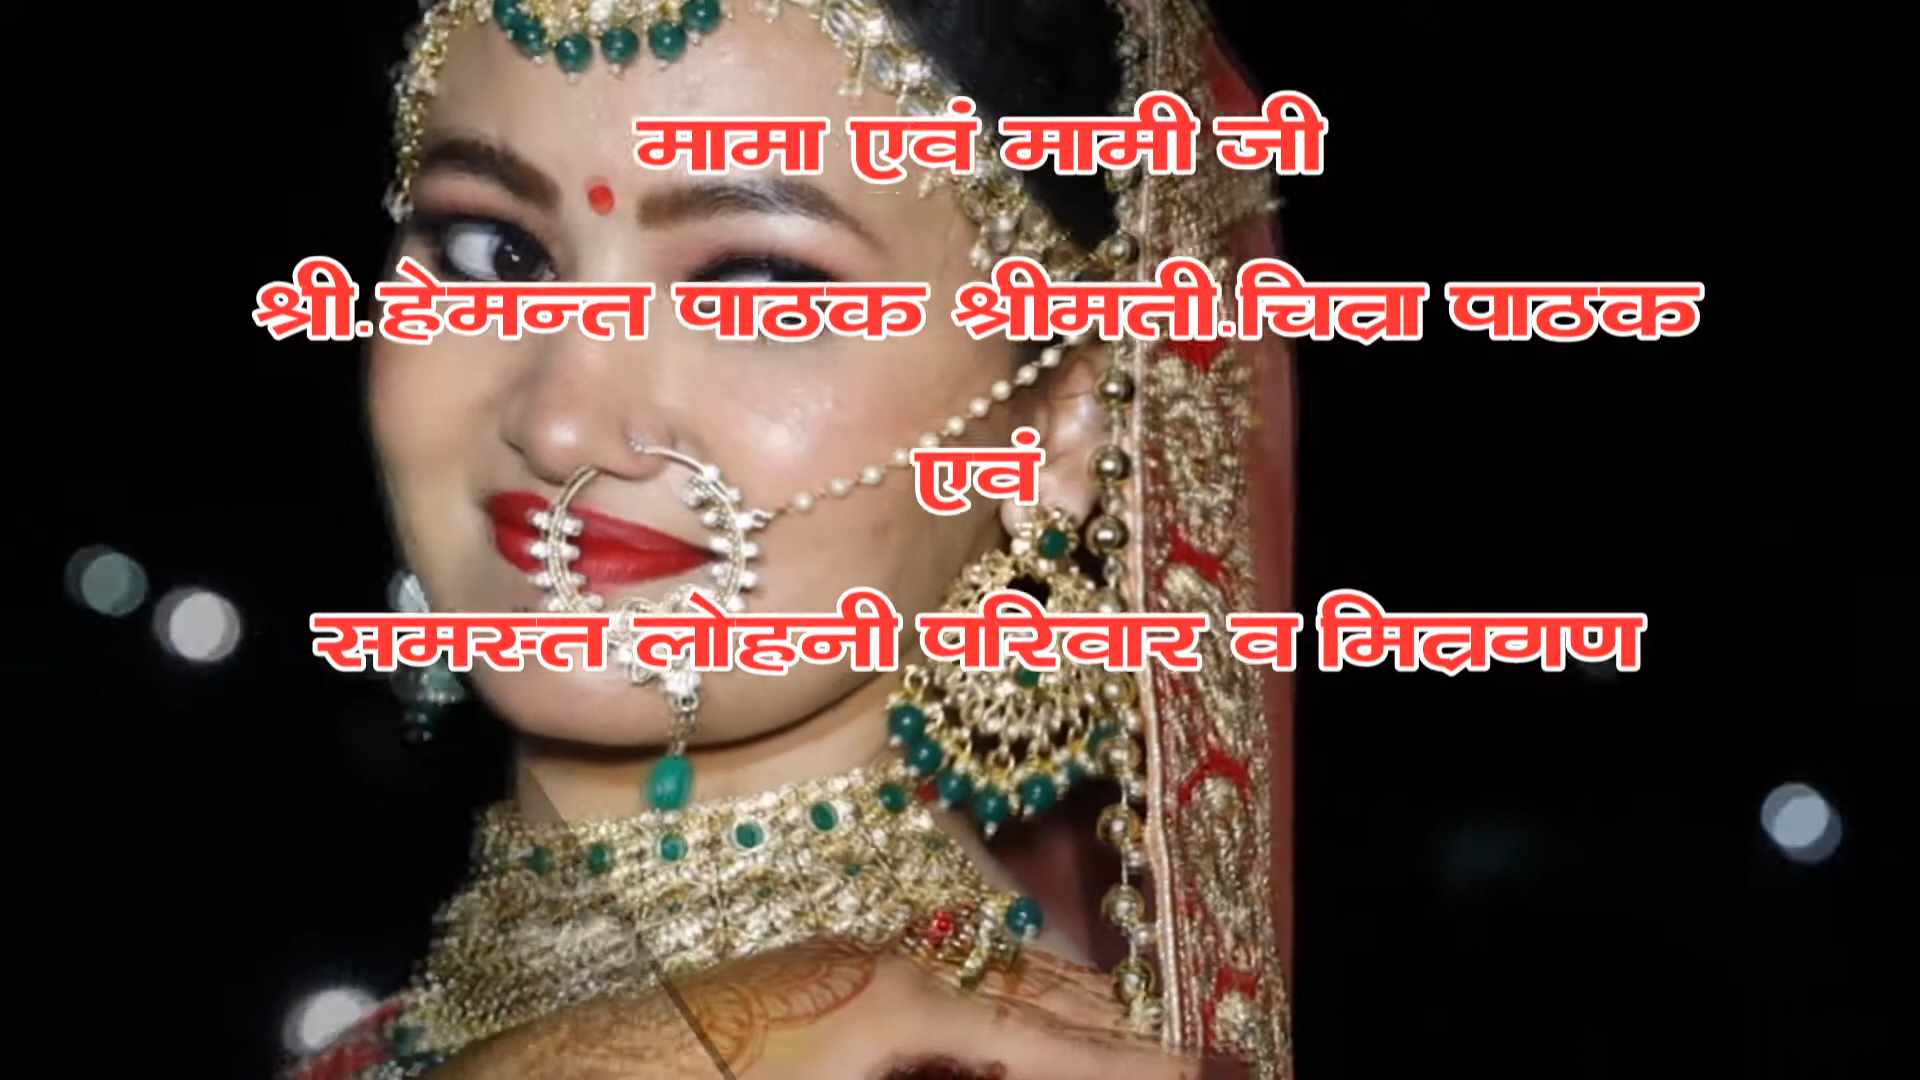 मामा एवं मामी जी
श्री.हेमन्त पाठक श्रीमती.चित्रा पाठक
एवं
समस्त लोहनी परिवार व मित्रगण